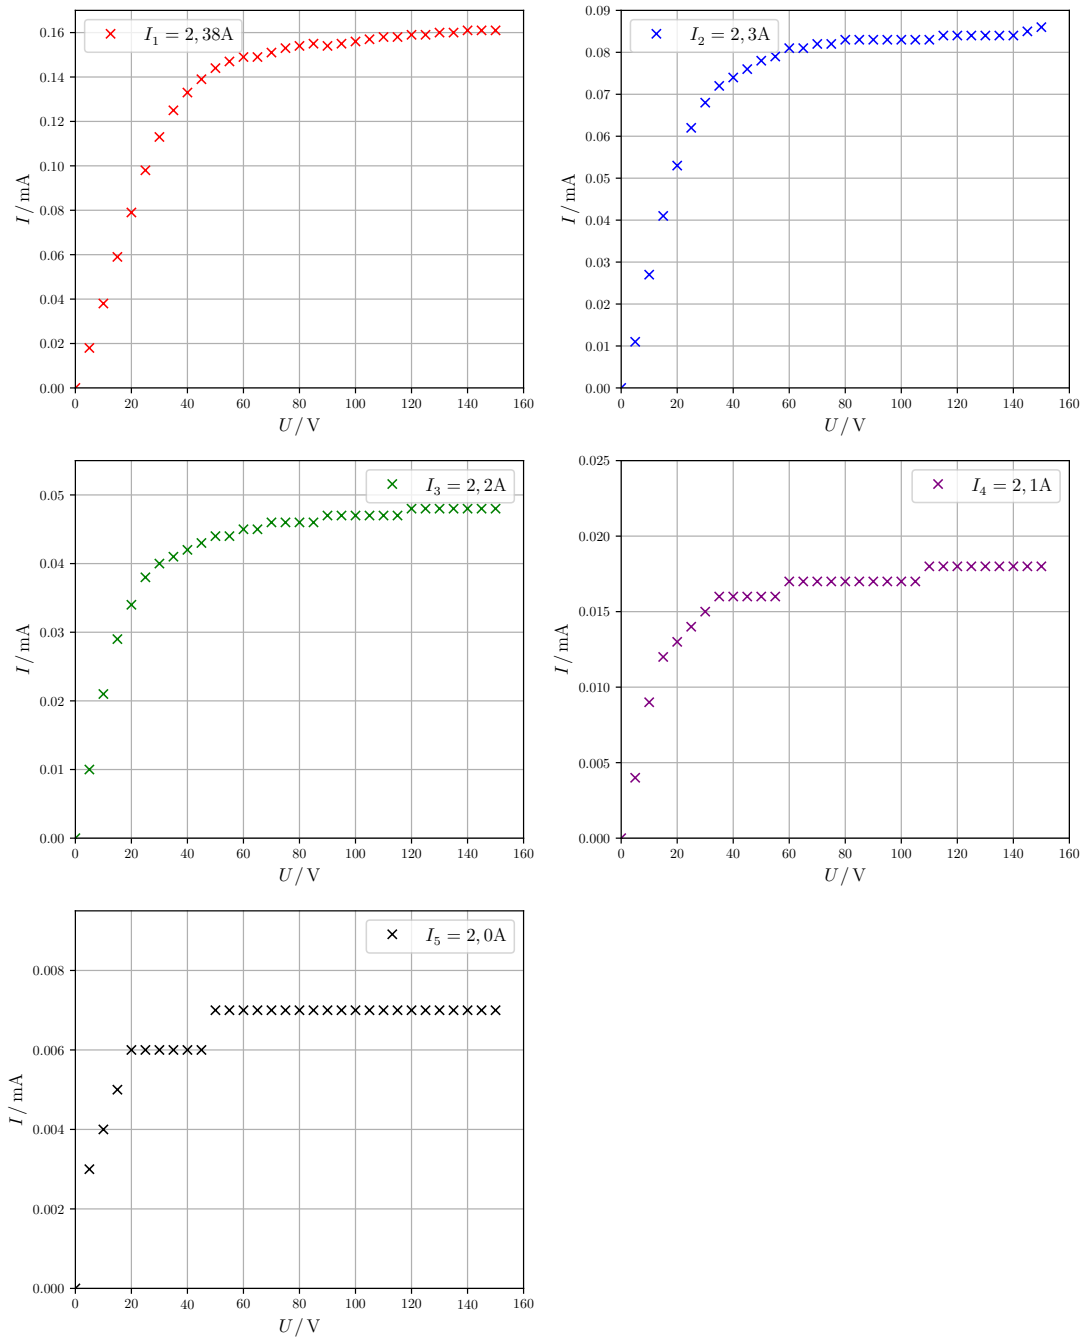 I₁ = 2, 38A
0.16
0.14
0.12
0.10
0.08
0.06
0.04
0.02
0.00
I / mA
0 20 40 60 80 100 120 140 160
U / V
I₂ = 2, 3A
0.09
0.08
0.07
0.06
0.05
0.04
0.03
0.02
0.01
0.00
I / mA
0 20 40 60 80 100 120 140 160
U / V
I₃ = 2, 2A
0.05
0.04
0.03
0.02
0.01
0.00
I / mA
0 20 40 60 80 100 120 140 160
U / V
I₄ = 2, 1A
0.025
0.020
0.015
0.010
0.005
0.000
I / mA
0 20 40 60 80 100 120 140 160
U / V
I₅ = 2, 0A
0.008
0.006
0.004
0.002
0.000
I / mA
0 20 40 60 80 100 120 140 160
U / V